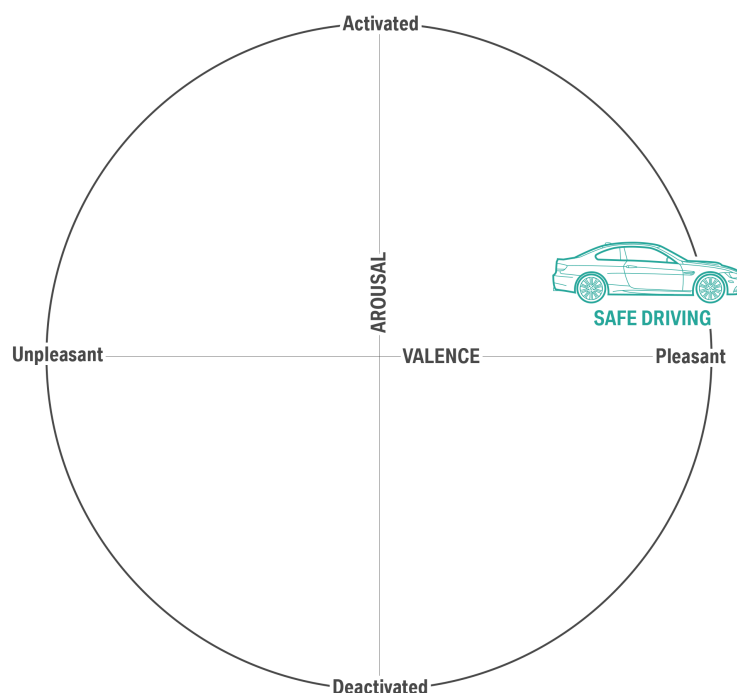 Activated
AROUSAL
SAFE DRIVING
Unpleasant
VALENCE
Pleasant
Deactivated